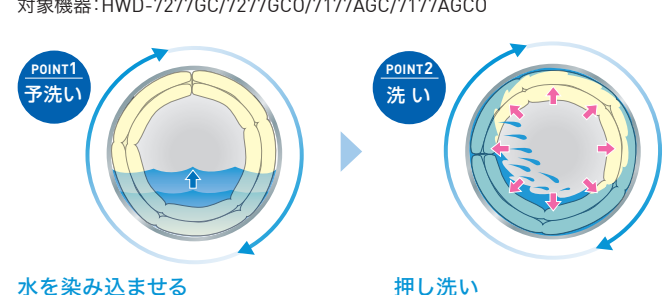 対象機器：HWD-7277GC/7277GCO/7177AGC/7177AGCO
POINT1
予洗い
POINT2
洗い
水を染み込ませる
押し洗い